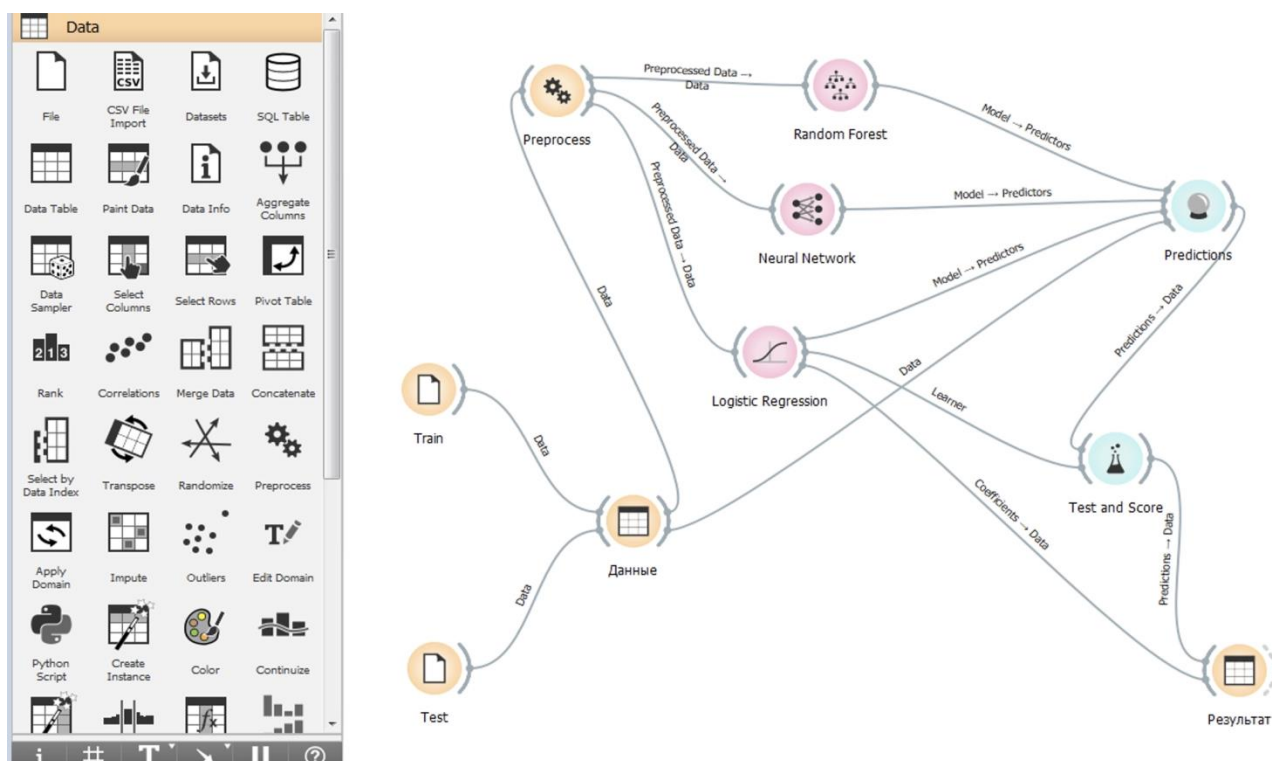 Data
File
CSV File
Import
Datasets
SQL Table
Data Table
Paint Data
Data Info
Aggregate
Columns
Data
Sampler
Select
Columns
Select Rows
Pivot Table
Rank
Correlations
Merge Data
Concatenate
Select by
Data Index
Transpose
Randomize
Preprocess
Apply
Domain
Impute
Outliers
Edit Domain
Python
Script
Create
Instance
Color
Continuize
Preprocess
Preprocessed Data →
Data
Random Forest
Model → Predictors
Preprocessed Data →
Data
Neural Network
Model → Predictors
Predictions
Preprocessed Data → Data
Logistic Regression
Model → Predictors
Data
Data
Predictions → Data
Learner
Train
Data
Test and Score
Coefficients → Data
Predictions → Data
Данные
Data
Test
Результат